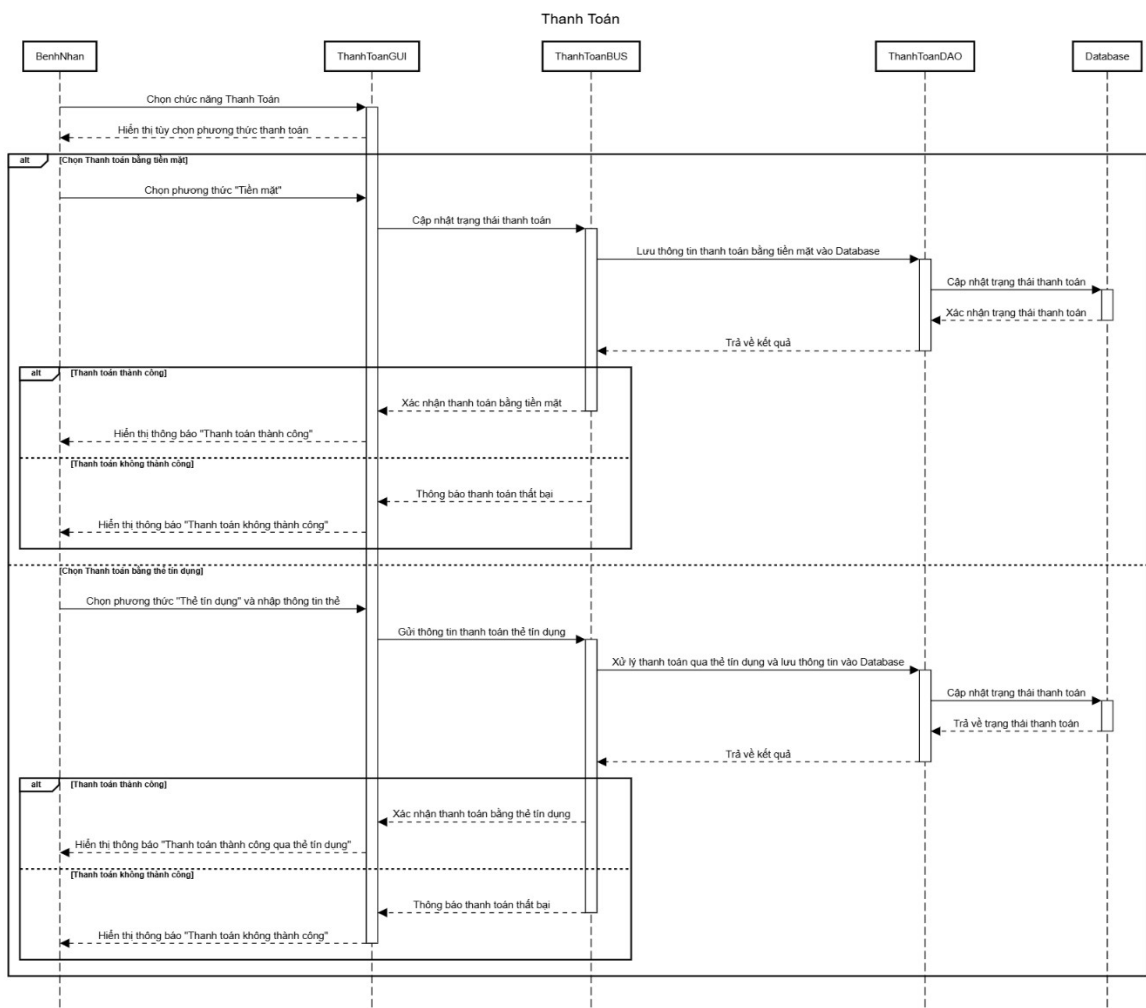 Thanh Toán
BenhNhan
ThanhToanGUI
ThanhToanBUS
ThanhToanDAO
Database
Chọn chức năng Thanh Toán
Hiển thị tùy chọn phương thức thanh toán
alt
[Chọn Thanh toán bằng tiền mặt]
Chọn phương thức "Tiền mặt"
Cập nhật trạng thái thanh toán
Lưu thông tin thanh toán bằng tiền mặt vào Database
Cập nhật trạng thái thanh toán
Xác nhận trạng thái thanh toán
Trả về kết quả
alt
[Thanh toán thành công]
Xác nhận thanh toán bằng tiền mặt
Hiển thị thông báo "Thanh toán thành công"
[Thanh toán không thành công]
Thông báo thanh toán thất bại
Hiển thị thông báo "Thanh toán không thành công"
[Chọn Thanh toán bằng thẻ tín dụng]
Chọn phương thức "Thẻ tín dụng" và nhập thông tin thẻ
Gửi thông tin thanh toán thẻ tín dụng
Xử lý thanh toán qua thẻ tín dụng và lưu thông tin vào Database
Cập nhật trạng thái thanh toán
Trả về trạng thái thanh toán
Trả về kết quả
alt
[Thanh toán thành công]
Xác nhận thanh toán bằng thẻ tín dụng
Hiển thị thông báo "Thanh toán thành công qua thẻ tín dụng"
[Thanh toán không thành công]
Thông báo thanh toán thất bại
Hiển thị thông báo "Thanh toán không thành công"